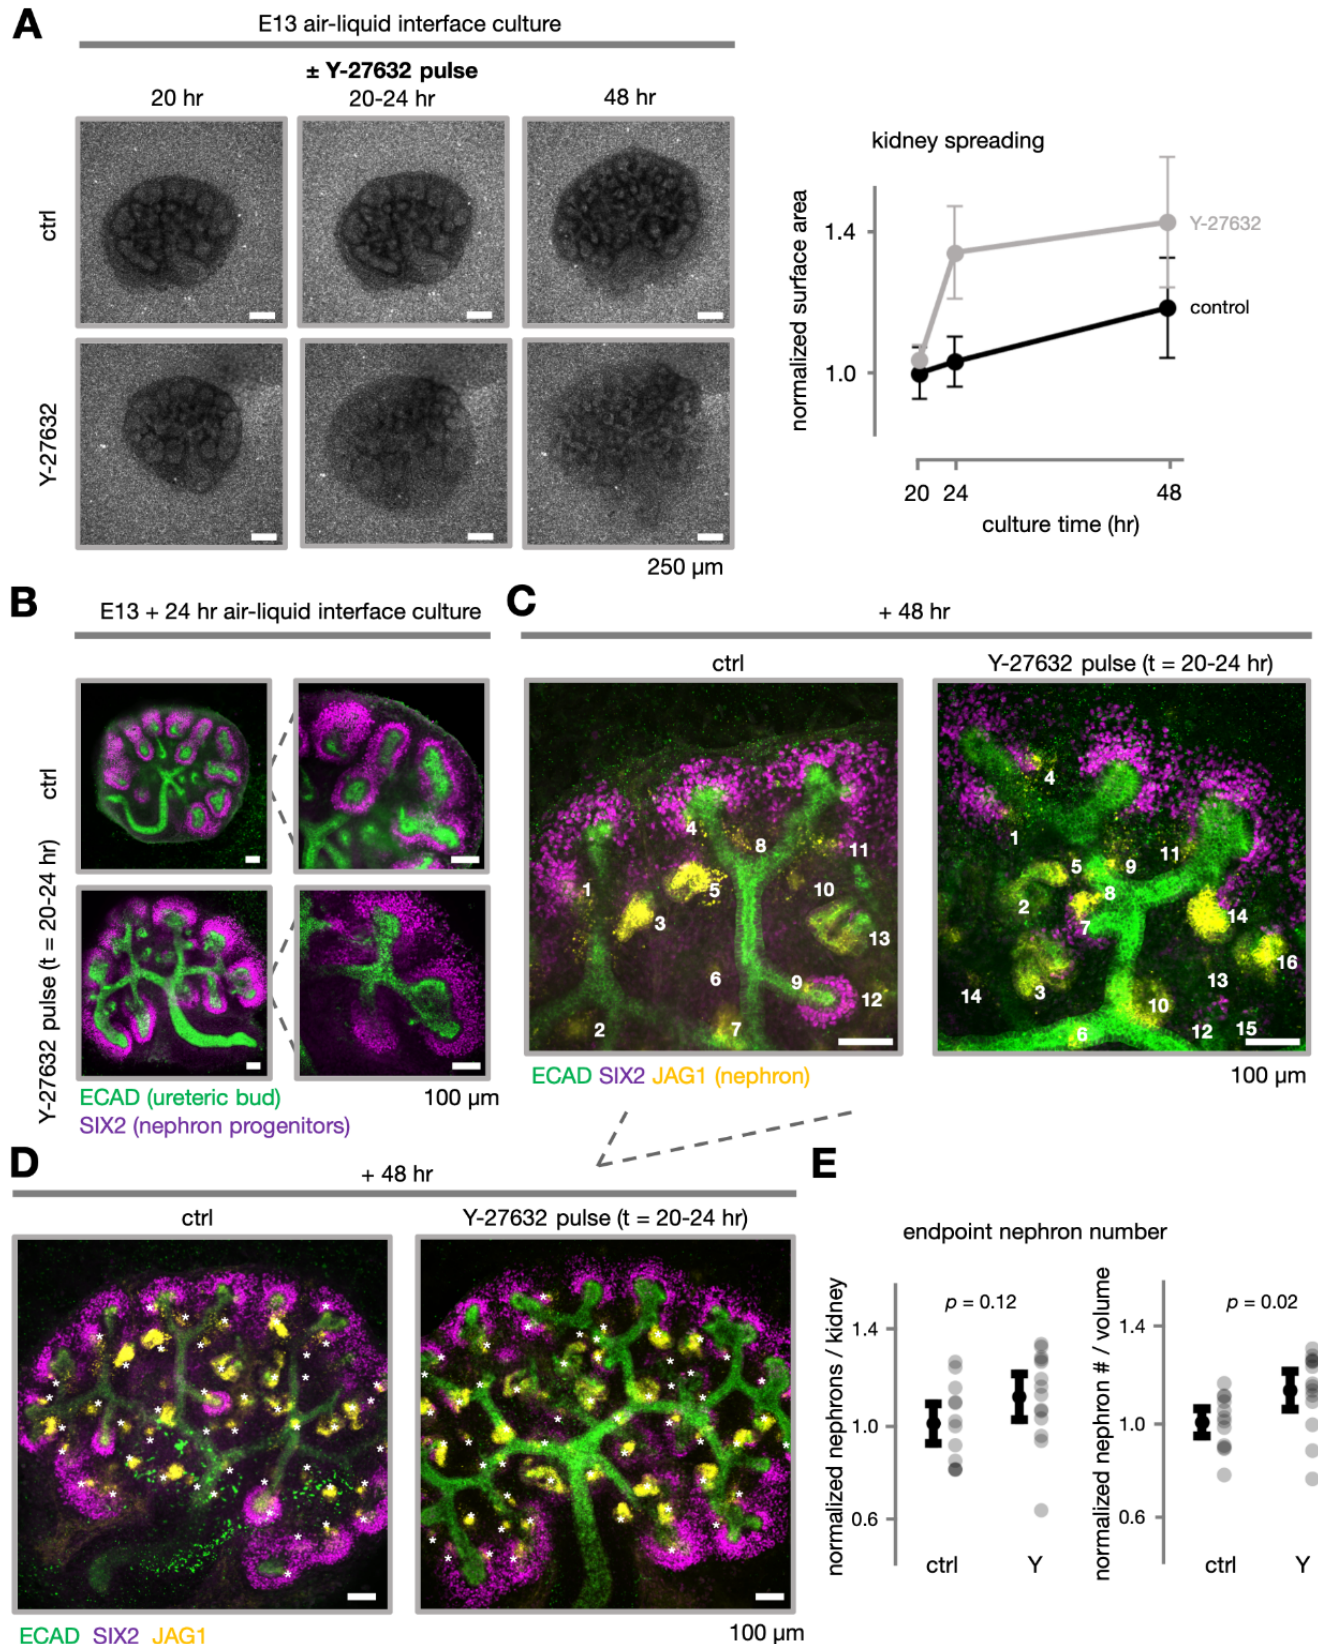 A
E13 air-liquid interface culture
± Y-27632 pulse
20 hr
20-24 hr
48 hr
ctrl
Y-27632
250 µm
kidney spreading
normalized surface area
1.4
1.0
Y-27632
control
20 24 48
culture time (hr)
B
E13 + 24 hr air-liquid interface culture
ctrl
Y-27632 pulse (t = 20-24 hr)
ECAD (ureteric bud)
SIX2 (nephron progenitors)
100 µm
C
+ 48 hr
ctrl
Y-27632 pulse (t = 20-24 hr)
4
8
11
1
5
10
3
13
6
9
12
2
7
4
1
5
9
11
2
8
7
14
16
14
3
13
10
6
12
15
ECAD SIX2 JAG1 (nephron)
100 µm
D
+ 48 hr
ctrl
Y-27632 pulse (t = 20-24 hr)
ECAD SIX2 JAG1
100 µm
E
endpoint nephron number
normalized nephrons / kidney
1.4
1.0
0.6
p = 0.12
ctrl
Y
normalized nephron # / volume
1.4
1.0
0.6
p = 0.02
ctrl
Y